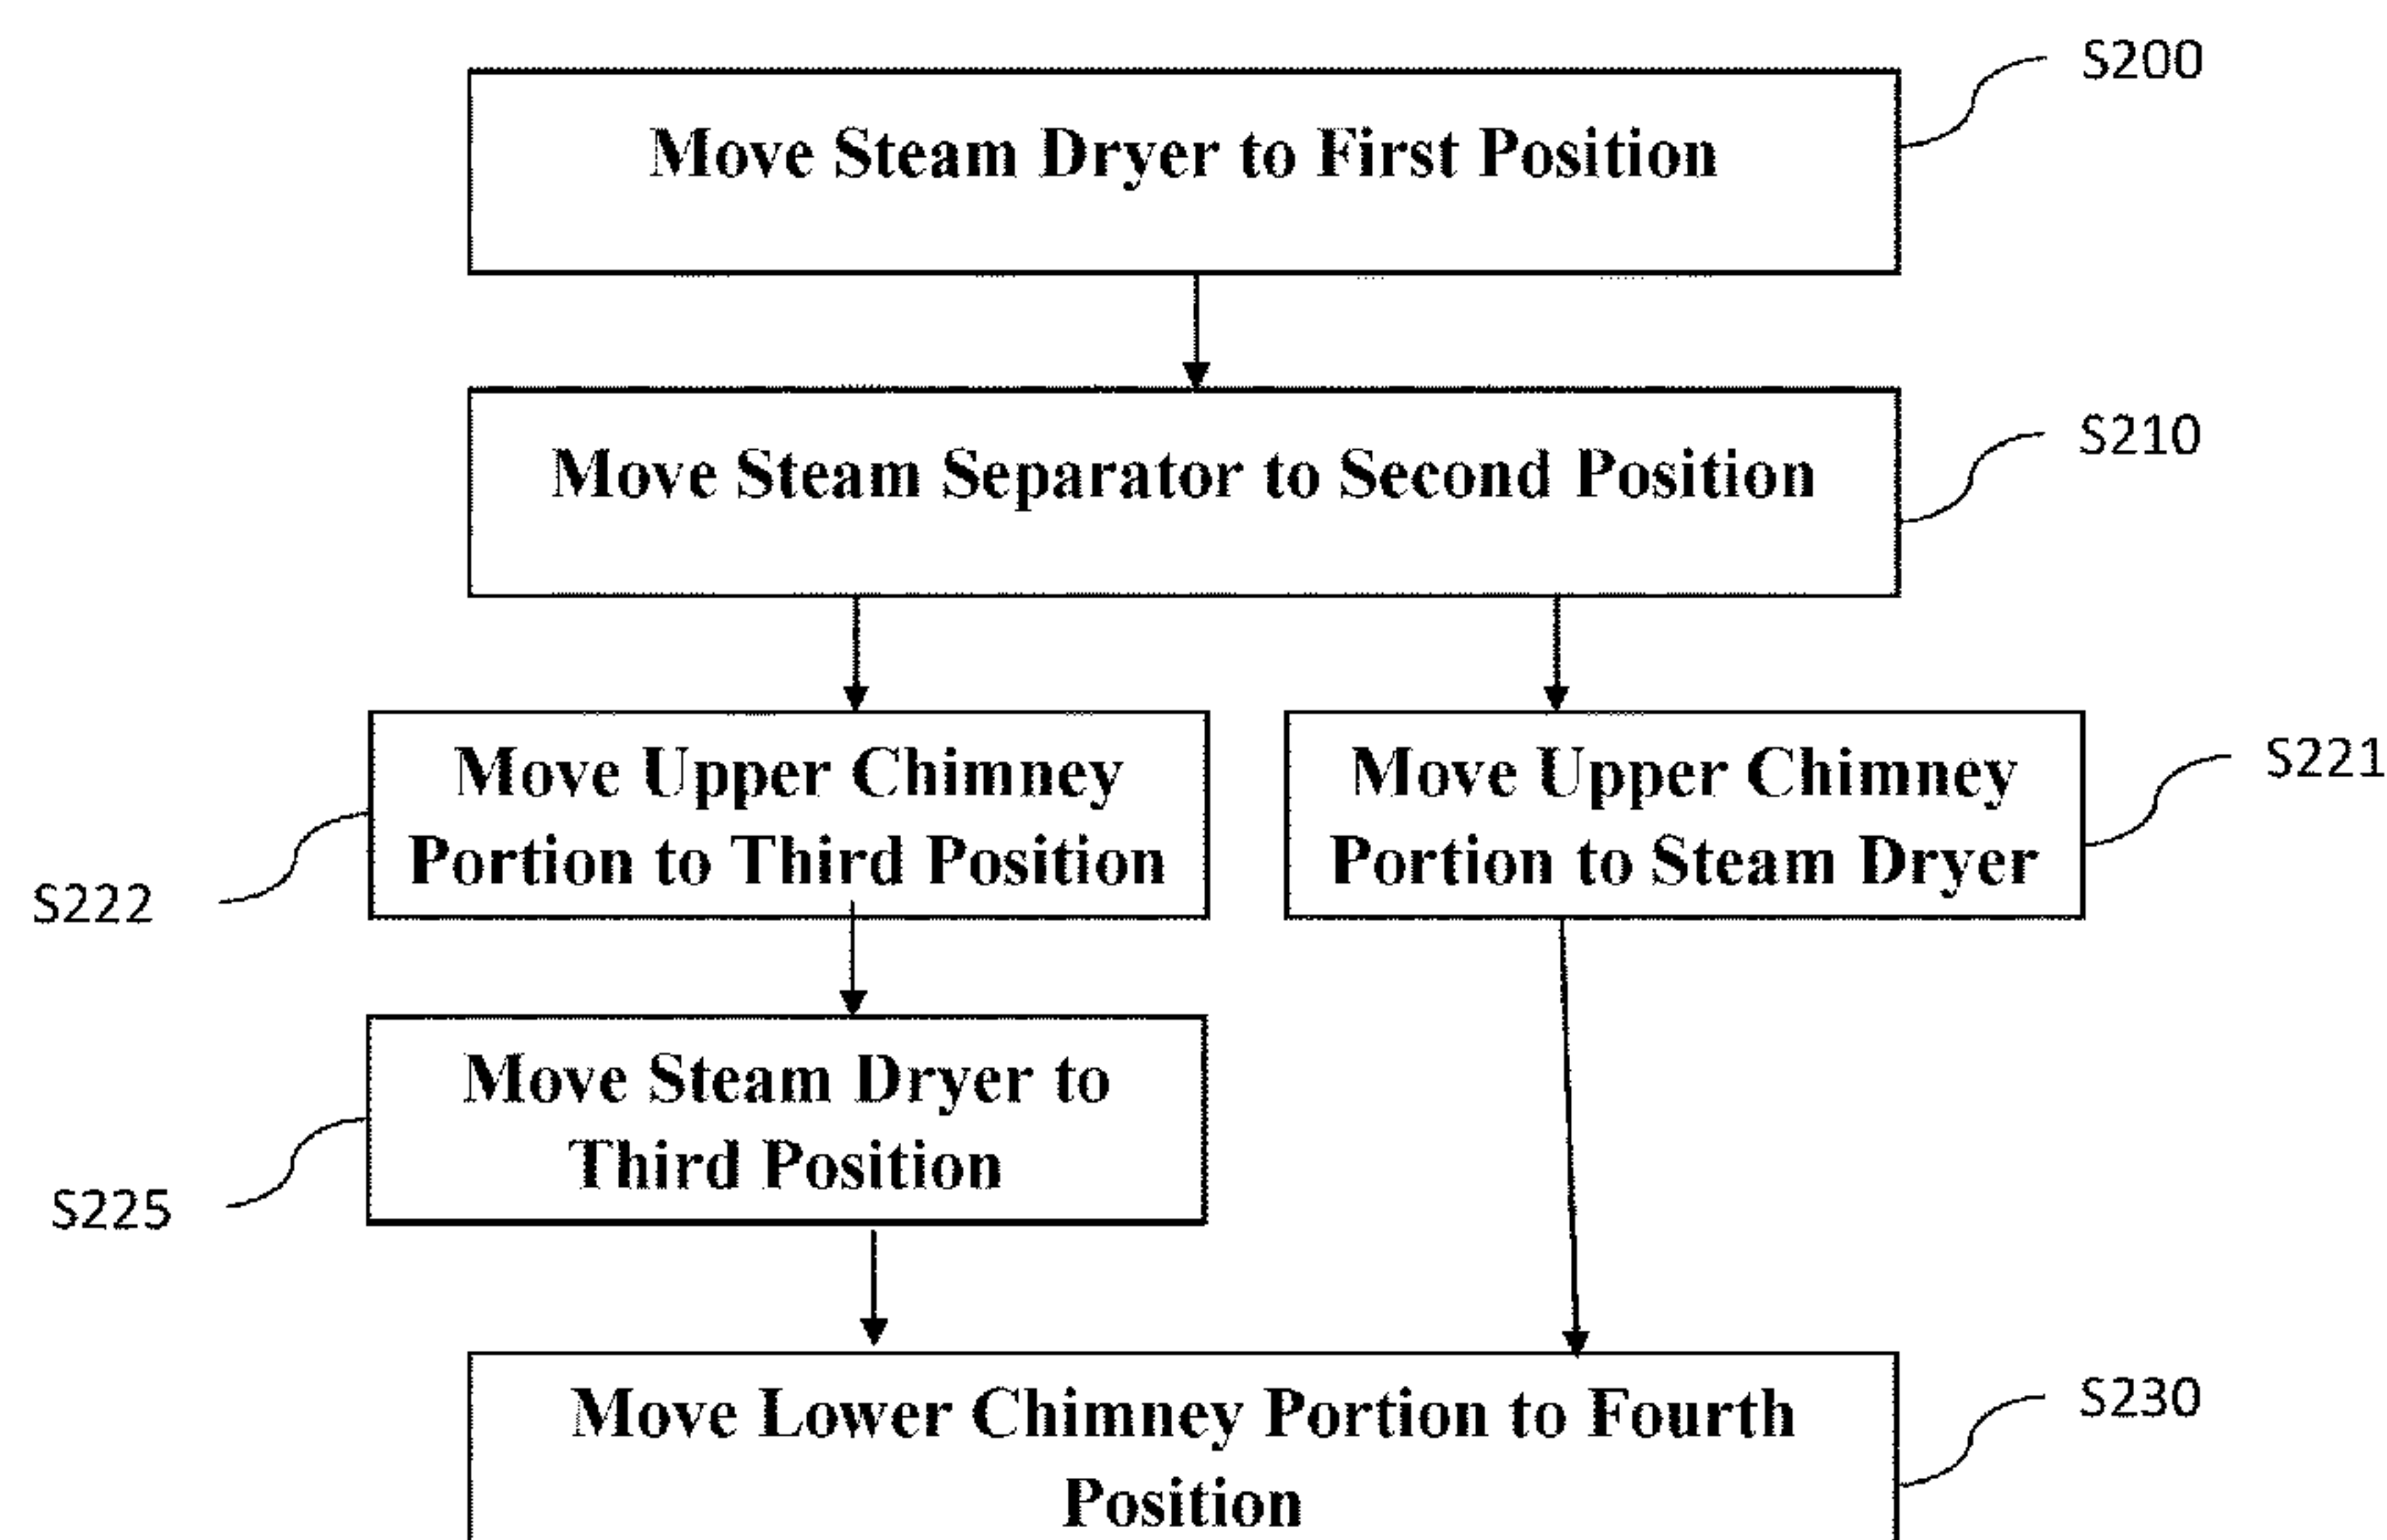 S200
Move Steam Dryer to First Position
S210
Move Steam Separator to Second Position
S222
Move Upper Chimney
Portion to Third Position
Move Upper Chimney
Portion to Steam Dryer
S221
S225
Move Steam Dryer to
Third Position
Move Lower Chimney Portion to Fourth
Position
S230